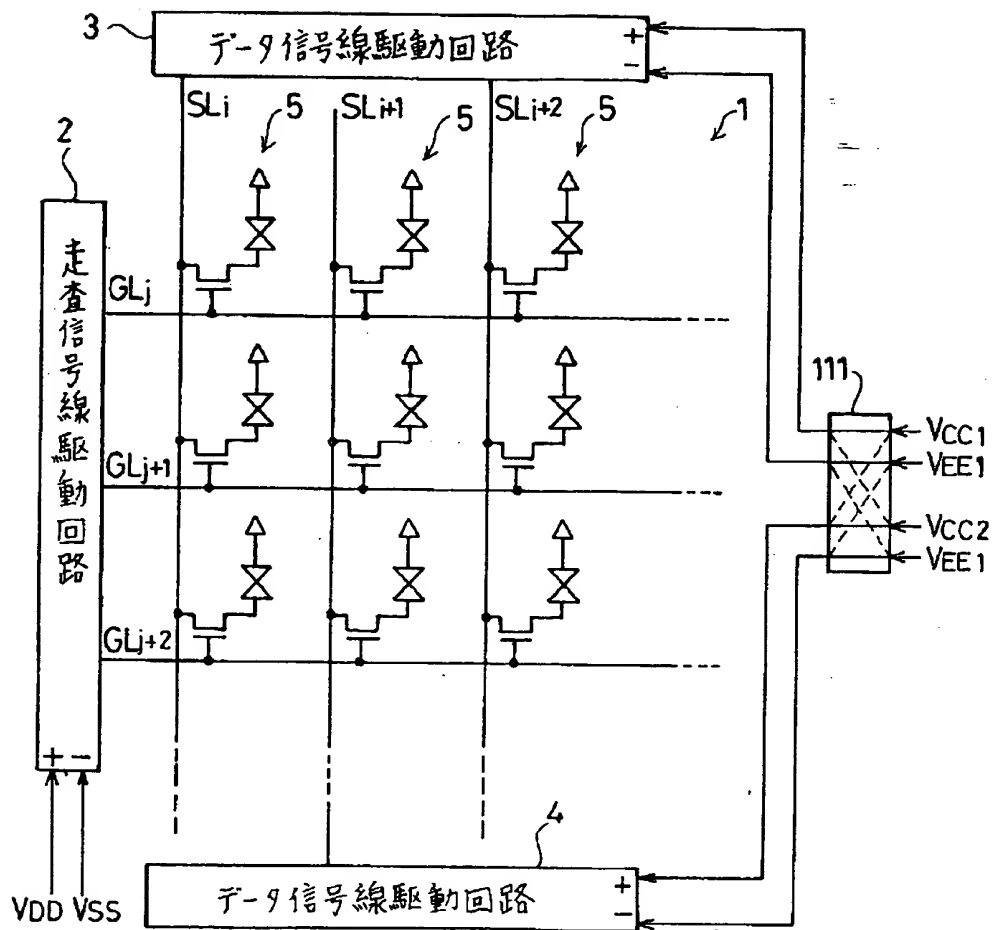 3
データ信号線駆動回路
+
−
SLi
SLi+1
SLi+2
5
5
5
1
2
走査信号線駆動回路
GLj
GLj+1
GLj+2
111
VCC1
VEE1
VCC2
VEE1
+ −
VDD VSS
4
データ信号線駆動回路
+
−